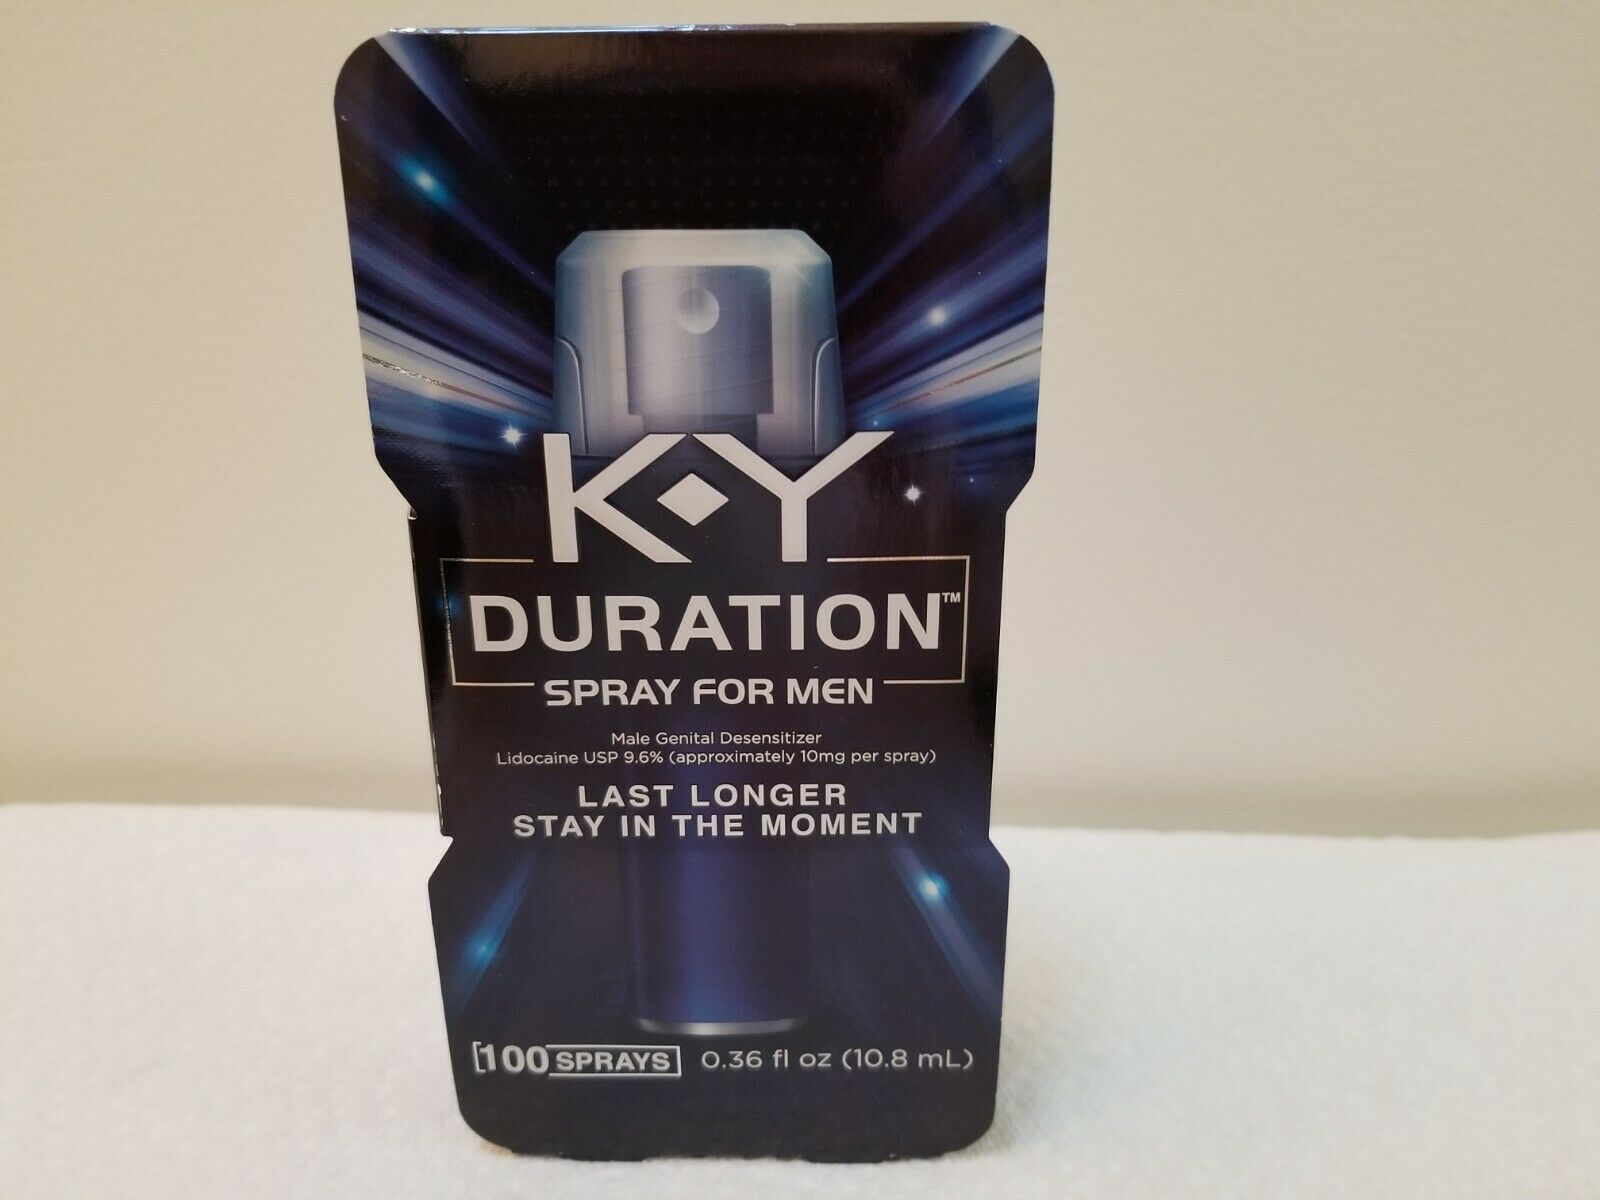 K-Y
DURATION™
SPRAY FOR MEN
Male Genital Desensitizer
Lidocaine USP 9.6% (approximately 10mg per spray)
LAST LONGER
STAY IN THE MOMENT
100 SPRAYS 0.36 fl oz (10.8 mL)